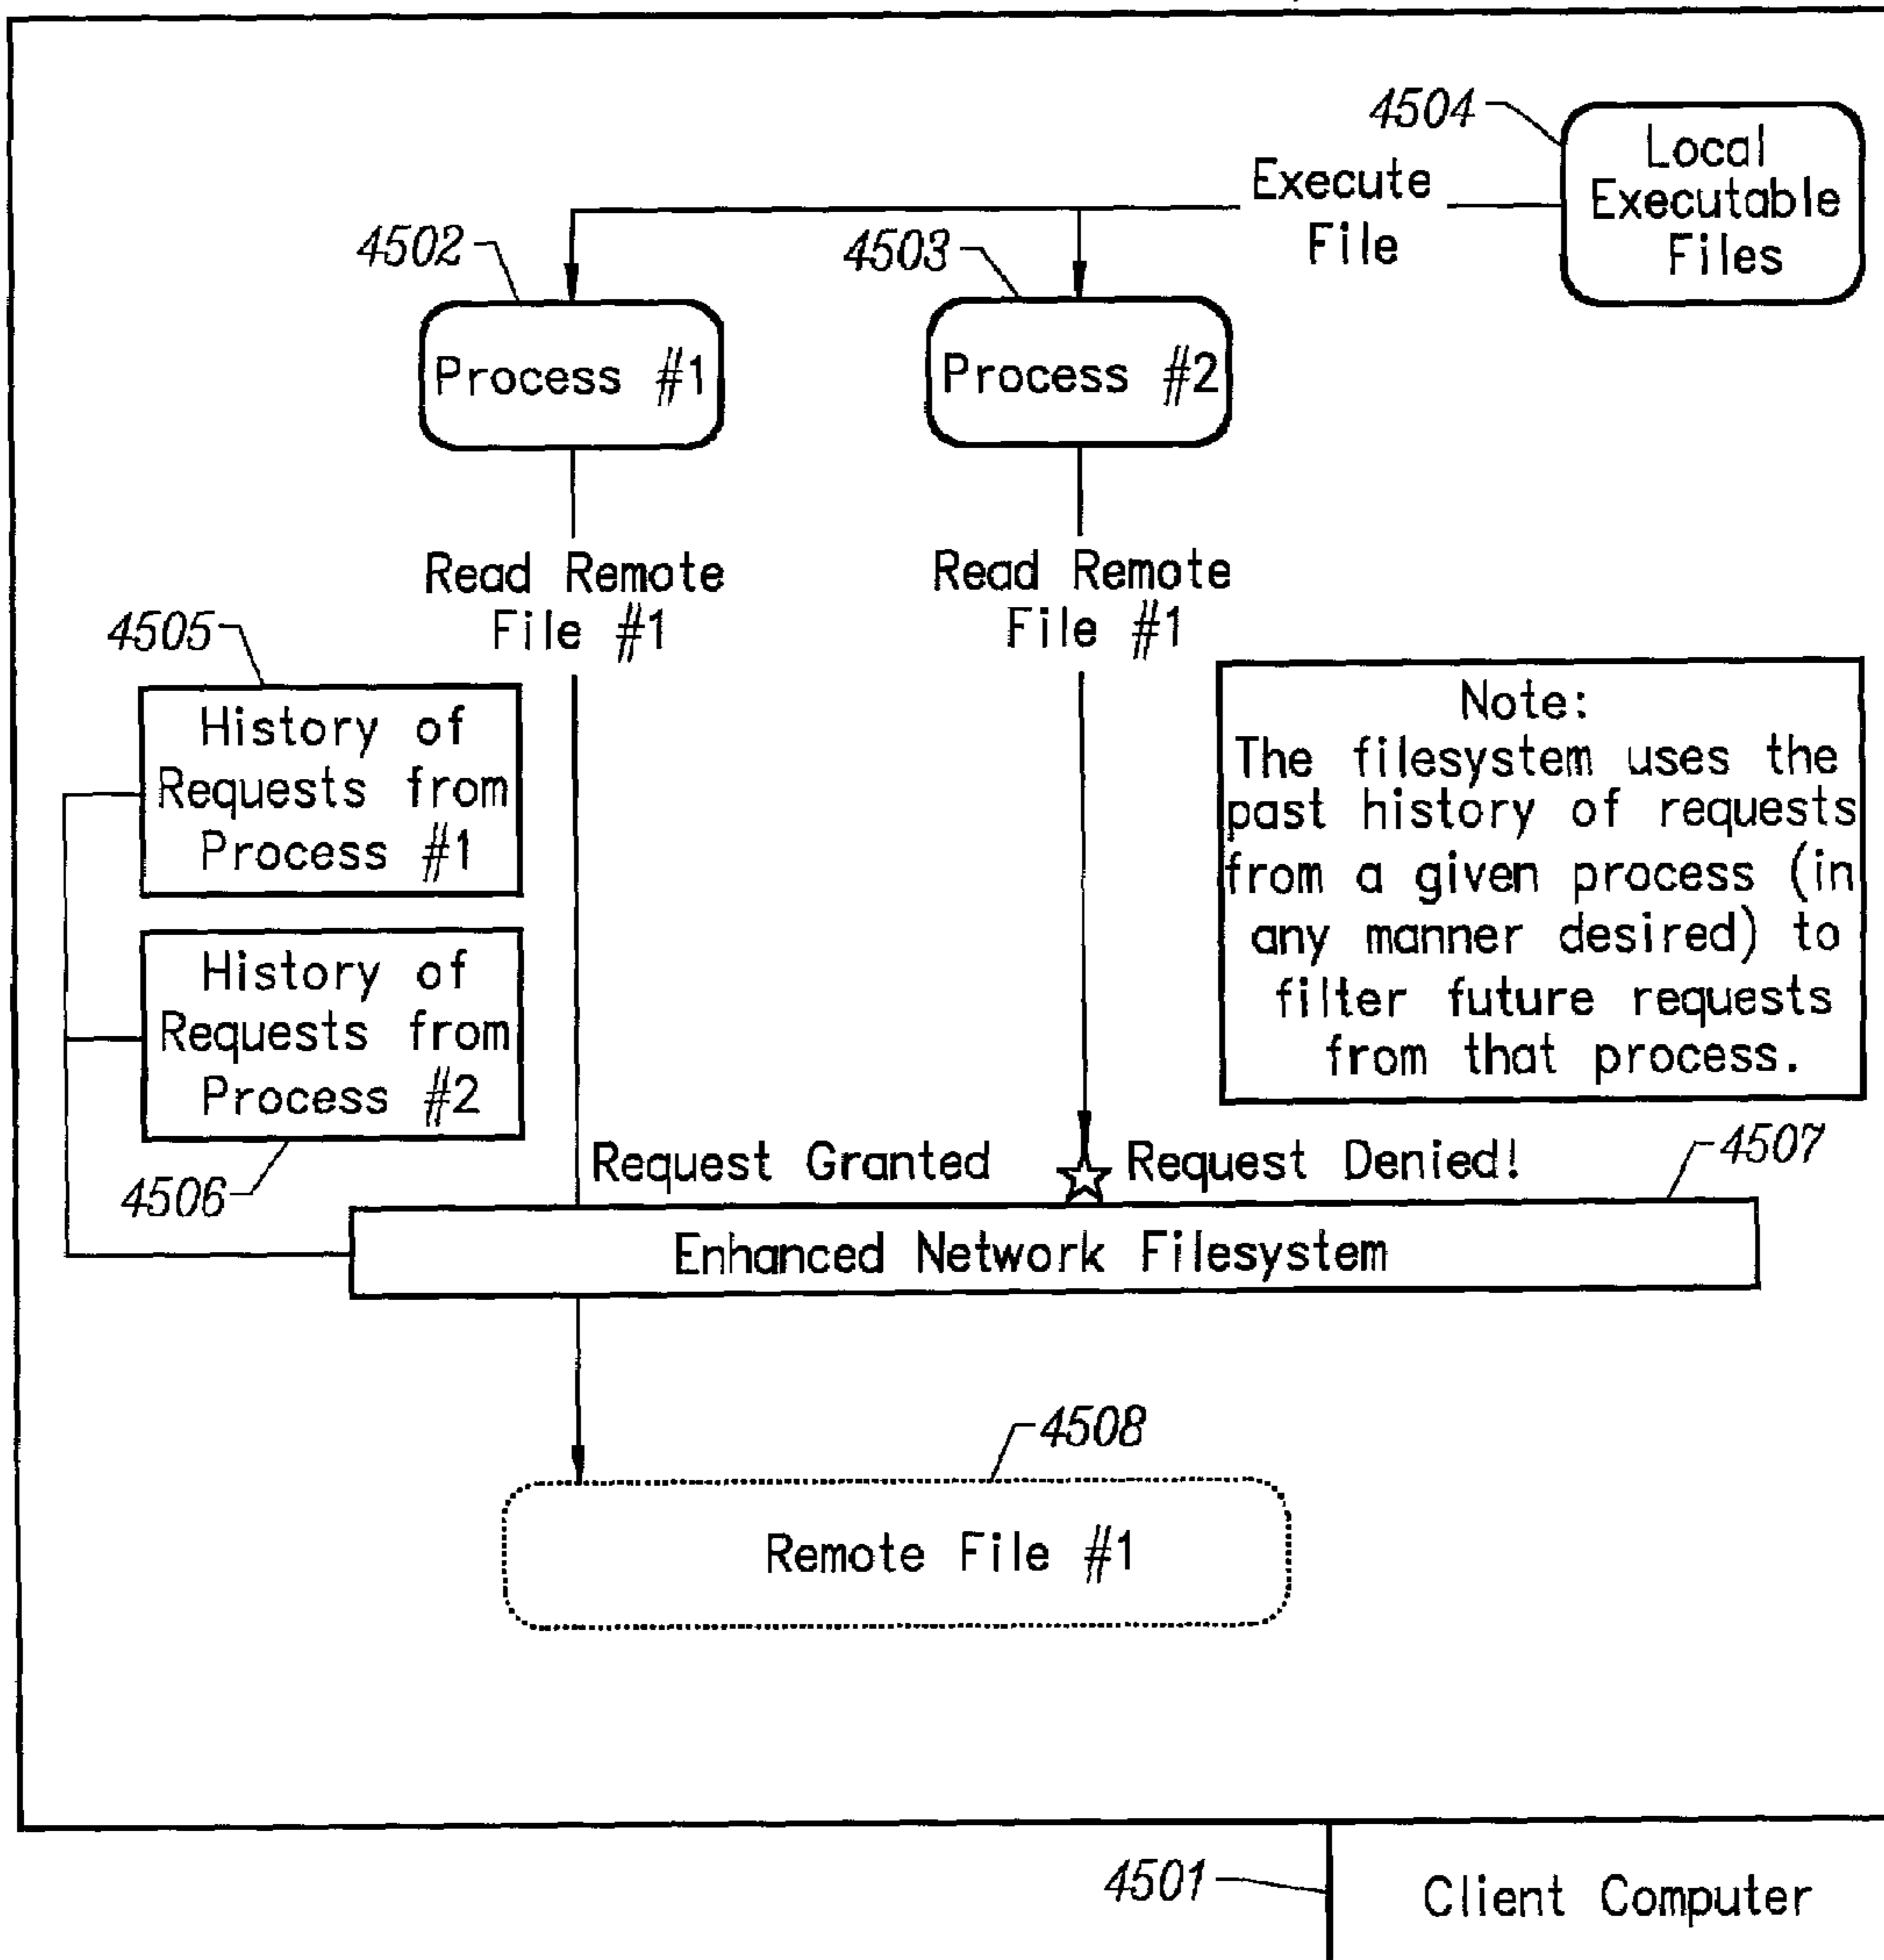 4504
Local
Executable
Files
Execute
File
4502
4503
Process #1
Process #2
Read Remote
File #1
Read Remote
File #1
4505
History of
Requests from
Process #1
History of
Requests from
Process #2
4506
Note:
The filesystem uses the
past history of requests
from a given process (in
any manner desired) to
filter future requests
from that process.
Request Granted
Request Denied!
4507
Enhanced Network Filesystem
4508
Remote File #1
4501
Client Computer